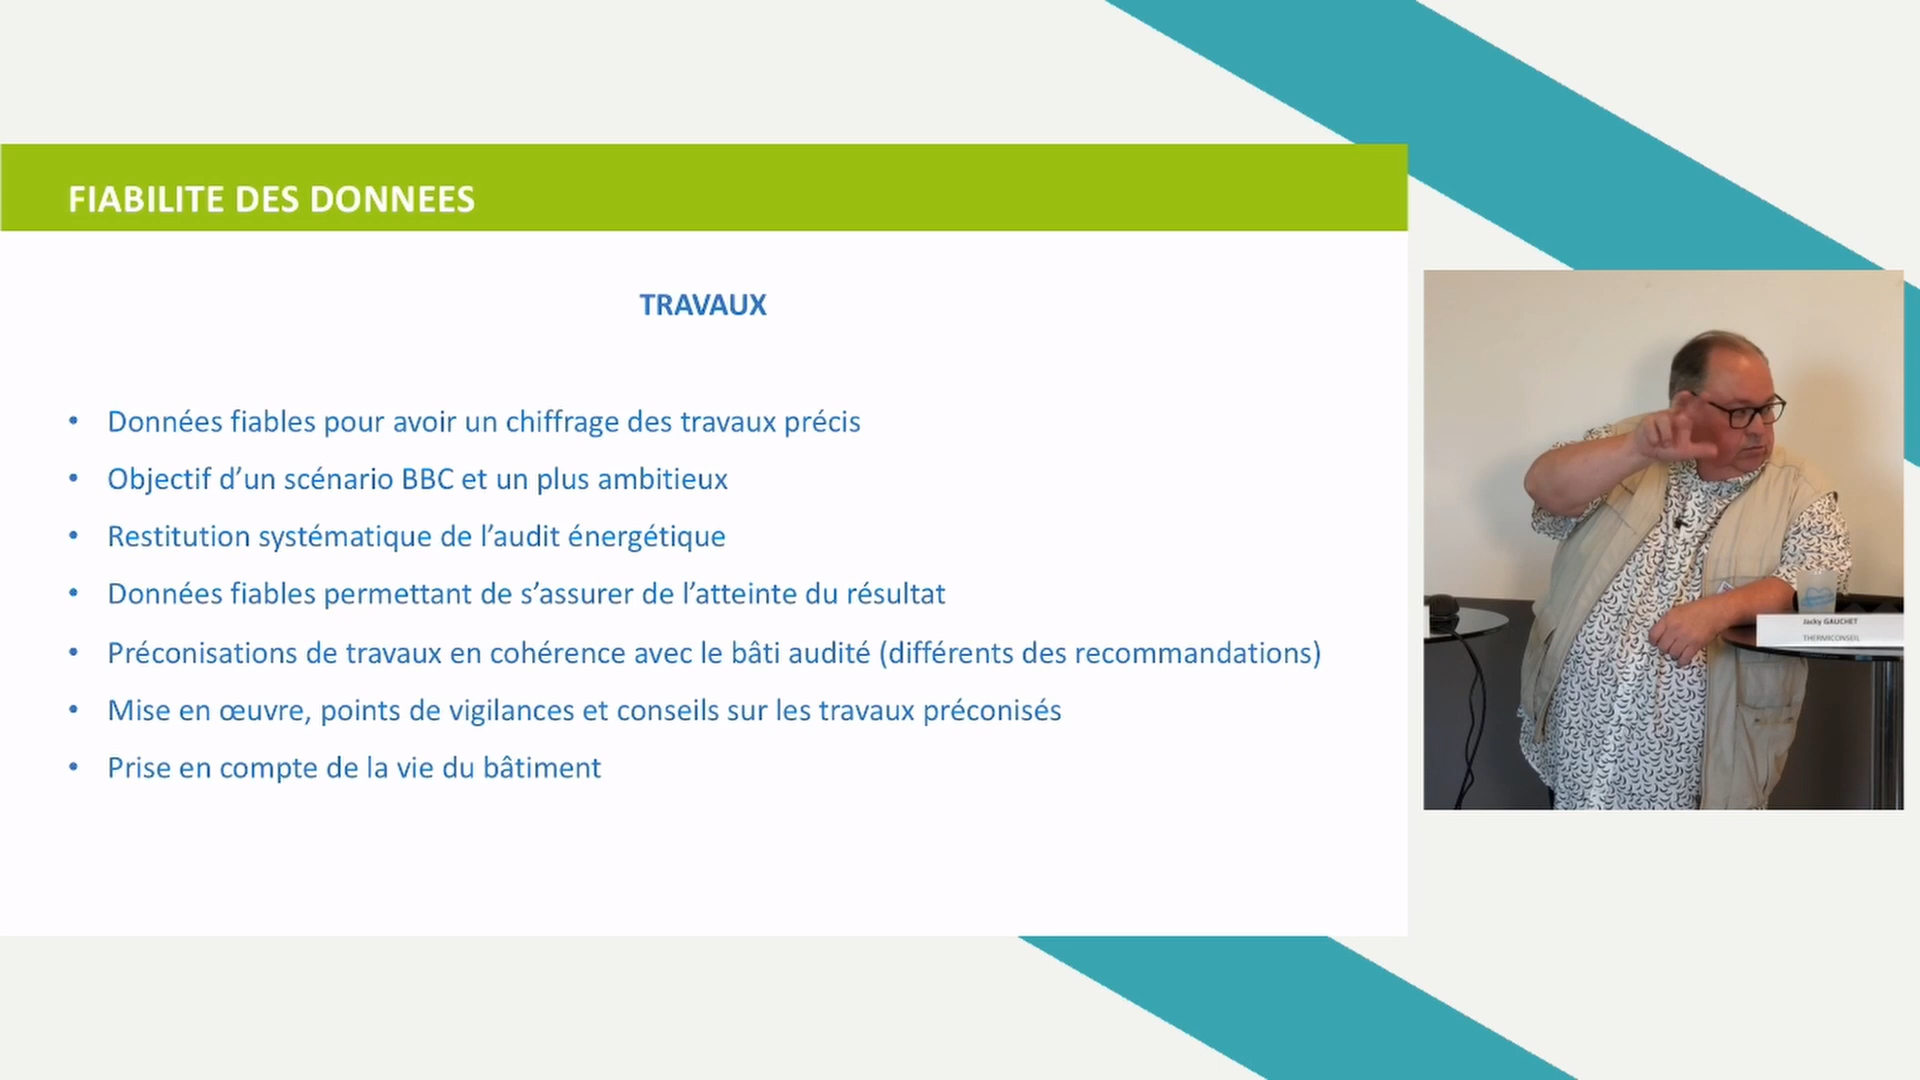 FIABILITE DES DONNEES
TRAVAUX
• Données fiables pour avoir un chiffrage des travaux précis
• Objectif d’un scénario BBC et un plus ambitieux
• Restitution systématique de l’audit énergétique
• Données fiables permettant de s’assurer de l’atteinte du résultat
• Préconisations de travaux en cohérence avec le bâti audité (différents des recommandations)
• Mise en œuvre, points de vigilances et conseils sur les travaux préconisés
• Prise en compte de la vie du bâtiment
Jacky GAUCHET
THERMICONSEIL